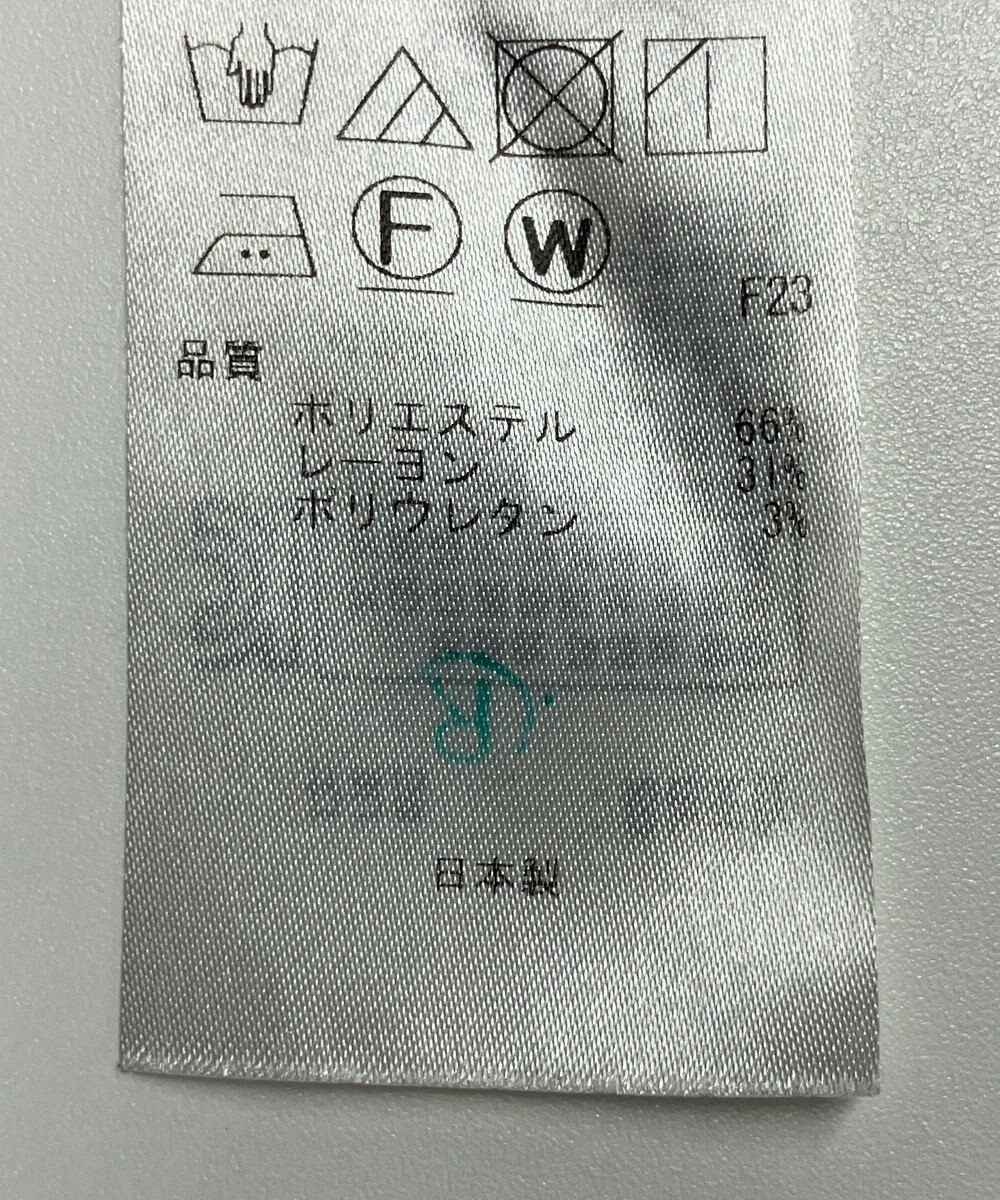 F W
F23
品質
ポリエステル 66%
レーヨン 31%
ポリウレタン 3%
R
日本製